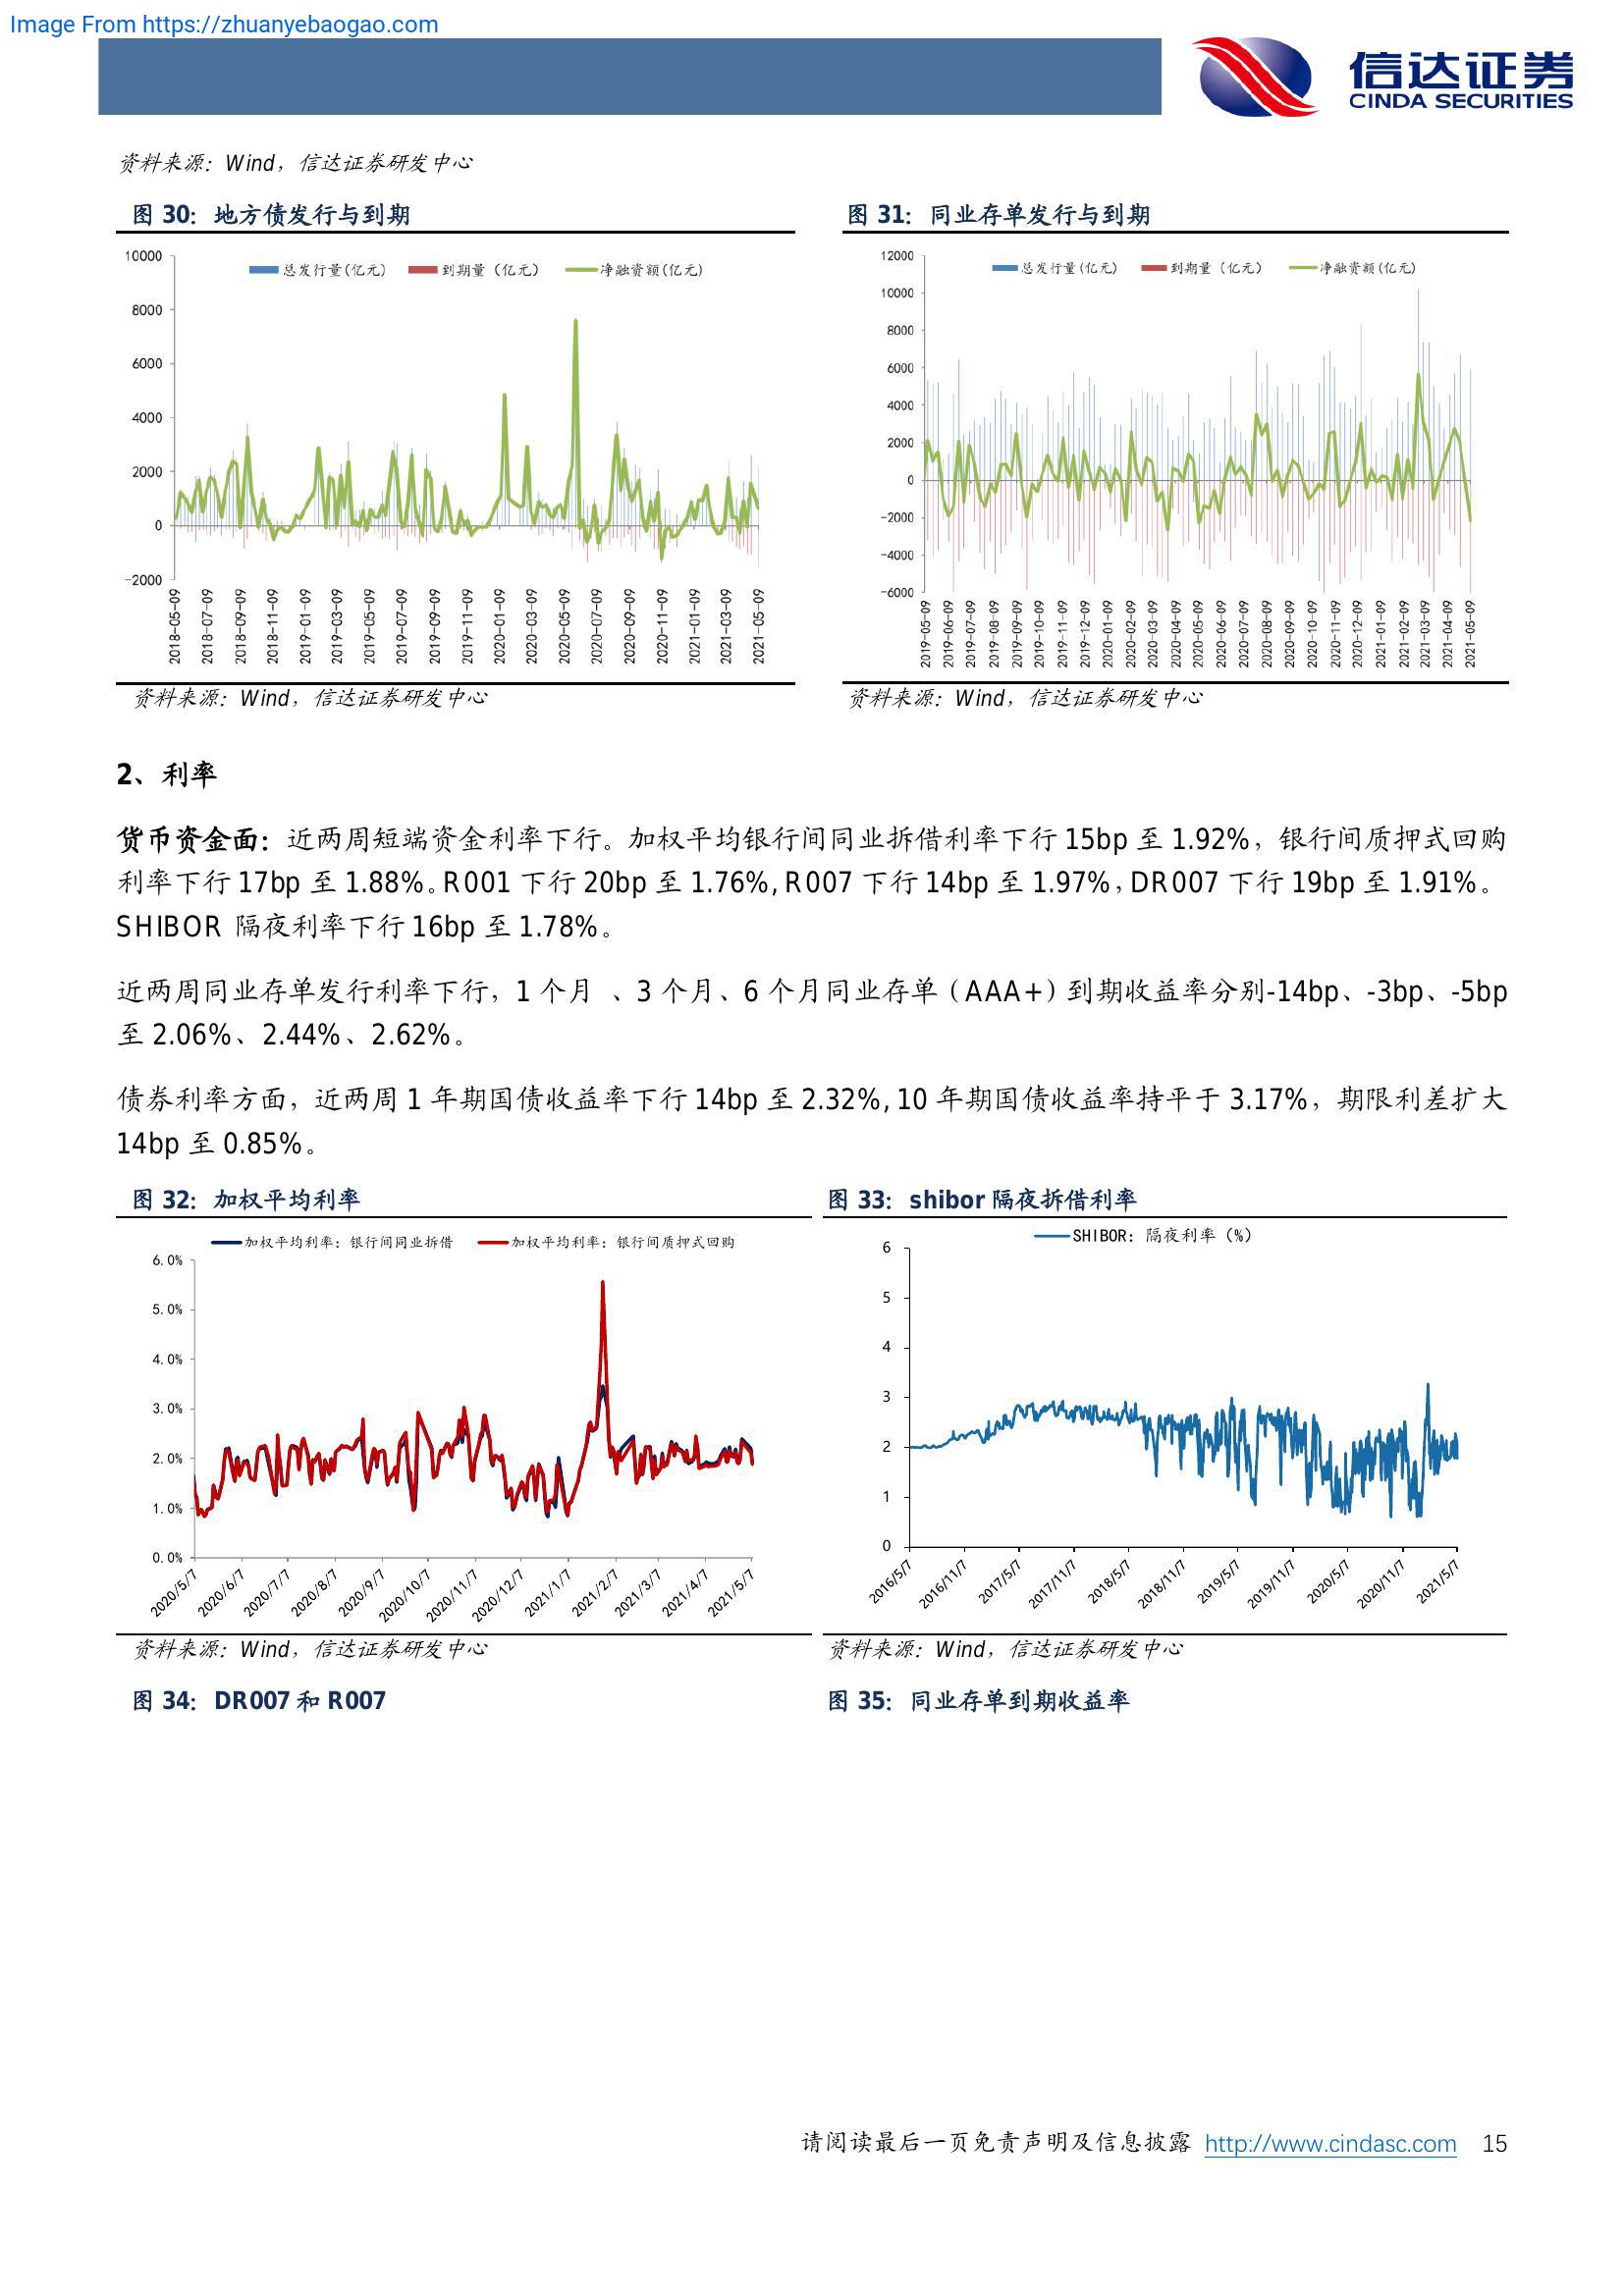 Image From https://zhuanyebaogao.com
信达证券
CINDA SECURITIES
资料来源：Wind，信达证券研发中心
图 30：地方债发行与到期
总发行量(亿元) 到期量（亿元） 净融资额(亿元)
10000
8000
6000
4000
2000
0
-2000
2018-05-09 2018-07-09 2018-09-09 2018-11-09 2019-01-09 2019-03-09 2019-05-09 2019-07-09 2019-09-09 2019-11-09 2020-01-09 2020-03-09 2020-05-09 2020-07-09 2020-09-09 2020-11-09 2021-01-09 2021-03-09 2021-05-09
资料来源：Wind，信达证券研发中心
图 31：同业存单发行与到期
总发行量(亿元) 到期量（亿元） 净融资额(亿元)
12000
10000
8000
6000
4000
2000
0
-2000
-4000
-6000
2019-05-09 2019-06-09 2019-07-09 2019-08-09 2019-09-09 2019-10-09 2019-11-09 2019-12-09 2020-01-09 2020-02-09 2020-03-09 2020-04-09 2020-05-09 2020-06-09 2020-07-09 2020-08-09 2020-09-09 2020-10-09 2020-11-09 2020-12-09 2021-01-09 2021-02-09 2021-03-09 2021-04-09 2021-05-09
资料来源：Wind，信达证券研发中心
2、利率
货币资金面：近两周短端资金利率下行。加权平均银行间同业拆借利率下行 15bp 至 1.92%，银行间质押式回购
利率下行 17bp 至 1.88%。R001 下行 20bp 至 1.76%，R007 下行 14bp 至 1.97%，DR007 下行 19bp 至 1.91%。
SHIBOR 隔夜利率下行 16bp 至 1.78%。
近两周同业存单发行利率下行，1 个月 、3 个月、6 个月同业存单（AAA+）到期收益率分别-14bp、-3bp、-5bp
至 2.06%、2.44%、2.62%。
债券利率方面，近两周 1 年期国债收益率下行 14bp 至 2.32%，10 年期国债收益率持平于 3.17%，期限利差扩大
14bp 至 0.85%。
图 32：加权平均利率
加权平均利率：银行间同业拆借 加权平均利率：银行间质押式回购
6.0%
5.0%
4.0%
3.0%
2.0%
1.0%
0.0%
2020/5/7 2020/6/7 2020/7/7 2020/8/7 2020/9/7 2020/10/7 2020/11/7 2020/12/7 2021/1/7 2021/2/7 2021/3/7 2021/4/7 2021/5/7
资料来源：Wind，信达证券研发中心
图 33：shibor 隔夜拆借利率
SHIBOR：隔夜利率（%）
6
5
4
3
2
1
0
2016/5/7 2016/11/7 2017/5/7 2017/11/7 2018/5/7 2018/11/7 2019/5/7 2019/11/7 2020/5/7 2020/11/7 2021/5/7
资料来源：Wind，信达证券研发中心
图 34：DR007 和 R007
图 35：同业存单到期收益率
请阅读最后一页免责声明及信息披露 http://www.cindasc.com 15